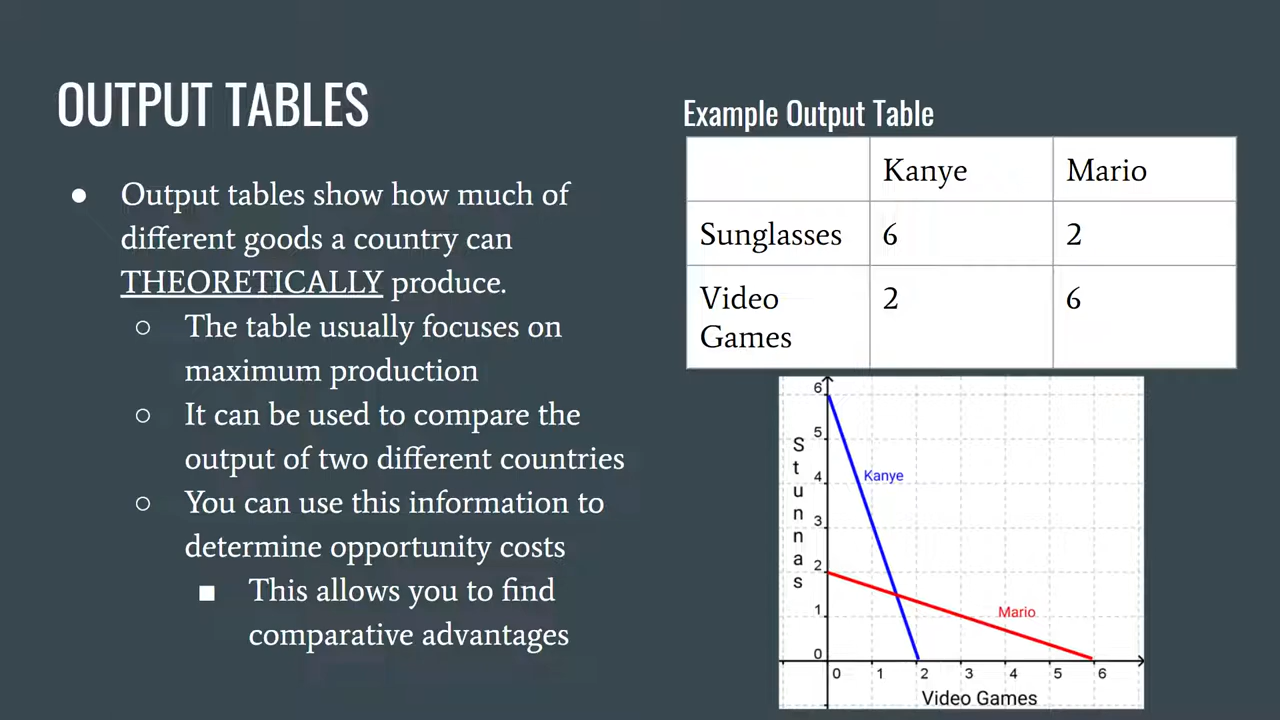 OUTPUT TABLES
● Output tables show how much of
different goods a country can
THEORETICALLY produce.
○ The table usually focuses on
maximum production
○ It can be used to compare the
output of two different countries
○ You can use this information to
determine opportunity costs
■ This allows you to find
comparative advantages
Example Output Table
Kanye Mario
Sunglasses 6 2
Video 2 6
Games
6
5
4
3
2
1
0
Stunnas
Kanye
Mario
0 1 2 3 4 5 6
Video Games